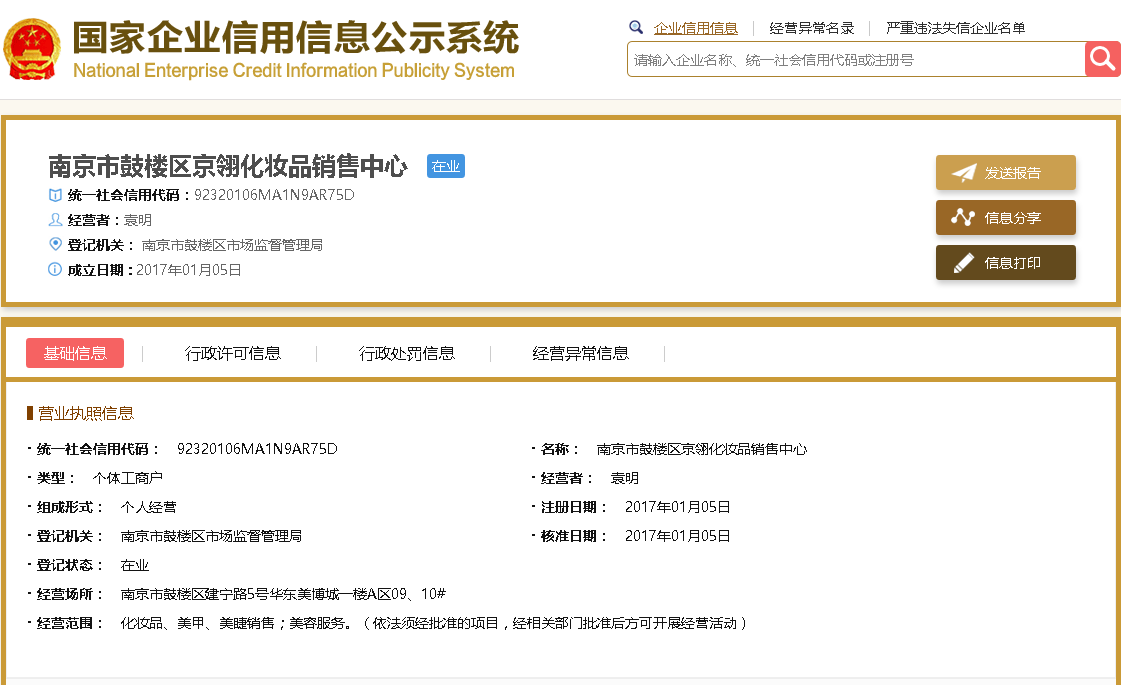 国家企业信用信息公示系统
National Enterprise Credit Information Publicity System
企业信用信息 经营异常名录 严重违法失信企业名单
请输入企业名称、统一社会信用代码或注册号
南京市鼓楼区京翎化妆品销售中心 在业
统一社会信用代码：92320106MA1N9AR75D
经营者：袁明
登记机关： 南京市鼓楼区市场监督管理局
成立日期：2017年01月05日
发送报告
信息分享
信息打印
基础信息 行政许可信息 行政处罚信息 经营异常信息
营业执照信息
· 统一社会信用代码： 92320106MA1N9AR75D · 名称： 南京市鼓楼区京翎化妆品销售中心
· 类型： 个体工商户 · 经营者： 袁明
· 组成形式： 个人经营 · 注册日期： 2017年01月05日
· 登记机关： 南京市鼓楼区市场监督管理局 · 核准日期： 2017年01月05日
· 登记状态： 在业
· 经营场所： 南京市鼓楼区建宁路5号华东美博城一楼A区09、10#
· 经营范围： 化妆品、美甲、美睫销售；美容服务。（依法须经批准的项目，经相关部门批准后方可开展经营活动）